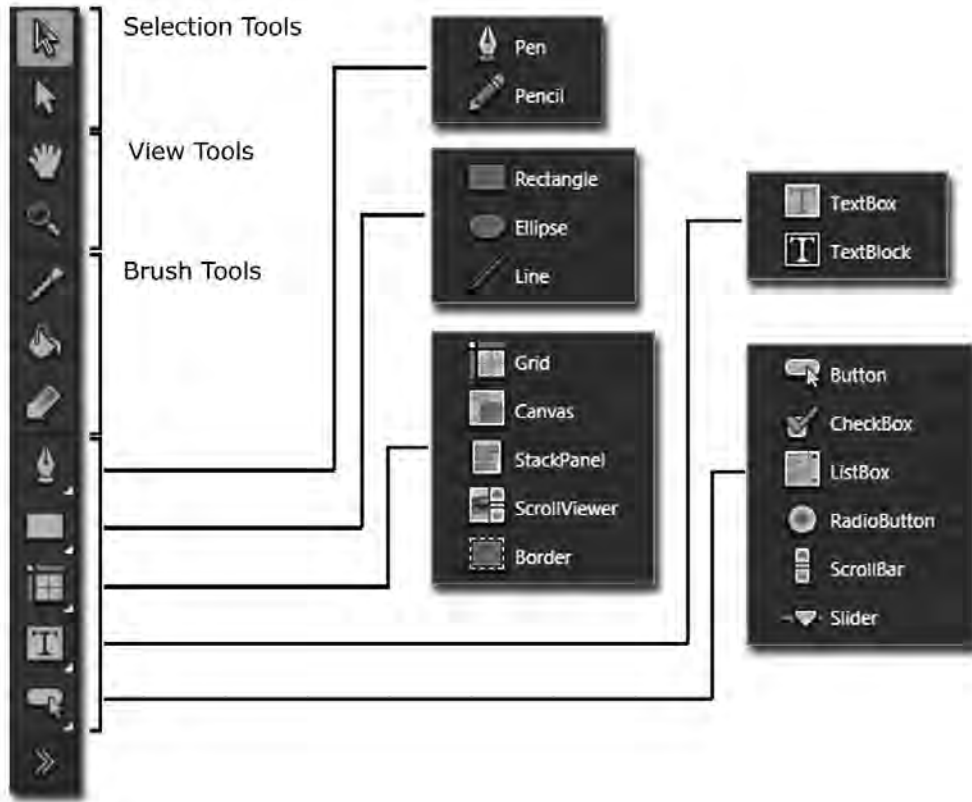 Selection Tools
View Tools
Brush Tools
Pen
Pencil
Rectangle
Ellipse
Line
Grid
Canvas
StackPanel
ScrollViewer
Border
TextBox
TextBlock
Button
CheckBox
ListBox
RadioButton
ScrollBar
Slider